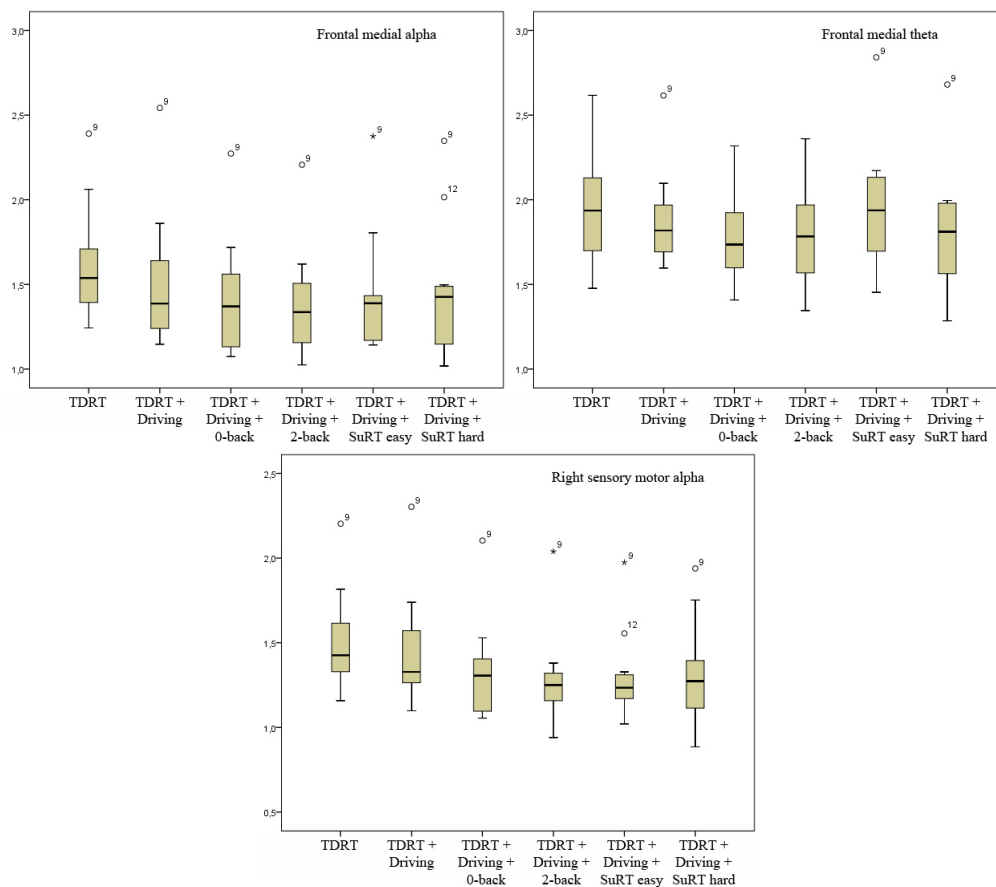 Frontal medial alpha
3,0
2,5
2,0
1,5
1,0
9
9
9
9
9
9
12
TDRT
TDRT +
Driving
TDRT +
Driving +
0-back
TDRT +
Driving +
2-back
TDRT +
Driving +
SuRT easy
TDRT +
Driving +
SuRT hard
Frontal medial theta
3,0
2,5
2,0
1,5
1,0
9
9
9
TDRT
TDRT +
Driving
TDRT +
Driving +
0-back
TDRT +
Driving +
2-back
TDRT +
Driving +
SuRT easy
TDRT +
Driving +
SuRT hard
Right sensory motor alpha
2,5
2,0
1,5
1,0
0,5
9
9
9
9
9
12
9
TDRT
TDRT +
Driving
TDRT +
Driving +
0-back
TDRT +
Driving +
2-back
TDRT +
Driving +
SuRT easy
TDRT +
Driving +
SuRT hard